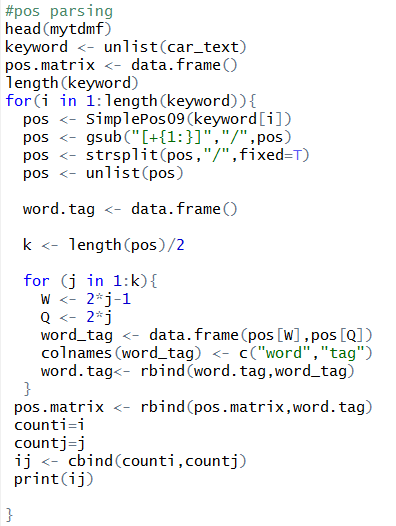 #pos parsing
head(mytdmf)
keyword <- unlist(car_text)
pos.matrix <- data.frame()
length(keyword)
for(i in 1:length(keyword)){
  pos <- SimplePos09(keyword[i])
  pos <- gsub("[+{1:}]","/",pos)
  pos <- strsplit(pos,"/",fixed=T)
  pos <- unlist(pos)

  word.tag <- data.frame()

  k <- length(pos)/2

  for (j in 1:k){
    W <- 2*j-1
    Q <- 2*j
    word_tag <- data.frame(pos[W],pos[Q])
    colnames(word_tag) <- c("word","tag")
    word.tag<- rbind(word.tag,word_tag)
  }
 pos.matrix <- rbind(pos.matrix,word.tag)
 counti=i
 countj=j
 ij <- cbind(counti,countj)
 print(ij)

}